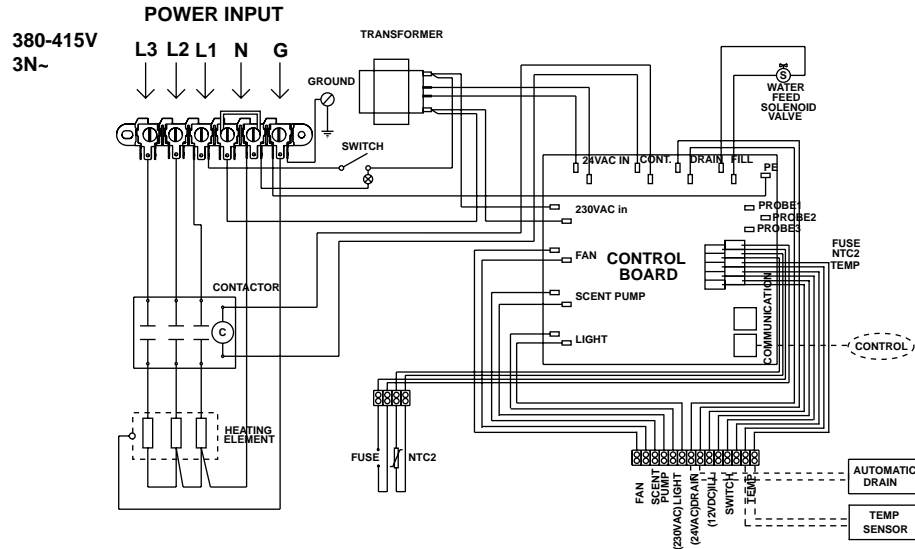 POWER INPUT
380-415V
3N~
L3 L2 L1 N G
TRANSFORMER
GROUND
SWITCH
S
WATER
FEED
SOLENOID
VALVE
24VAC IN CONT. DRAIN FILL
PE
230VAC in
PROBE1
PROBE2
PROBE3
FAN
CONTROL
BOARD
FUSE
NTC2
TEMP
SCENT PUMP
COMMUNICATION
LIGHT
CONTROL
CONTACTOR
C
HEATING
ELEMENT
FUSE
NTC2
FAN
SCENT
PUMP
(230VAC)LIGHT
(24VAC)DRAIN
(12VDC)ILL
SWITCH
TEMP
AUTOMATIC
DRAIN
TEMP
SENSOR